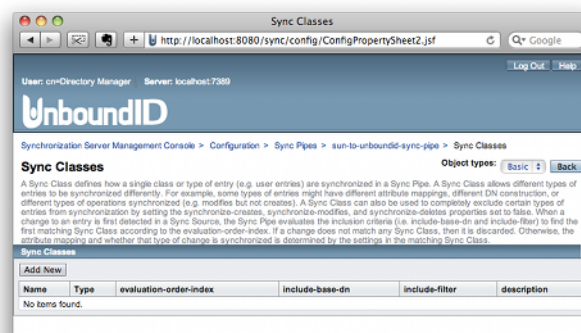 Sync Classes
http://localhost:8080/sync/config/ConfigPropertySheet2.jsf
Google
Log Out Help
User: cn=Directory Manager Server: localhost:7389
UnboundID
Synchronization Server Management Console > Configuration > Sync Pipes > sun-to-unboundid-sync-pipe > Sync Classes
Sync Classes
Object types: Basic Back
A Sync Class defines how a single class or type of entry (e.g. user entries) are synchronized in a Sync Pipe. A Sync Class allows different types of
entries to be synchronized differently. For example, some types of entries might have different attribute mappings, different DN construction, or
different types of operations synchronized (e.g. modifies but not creates). A Sync Class can also be used to completely exclude certain types of
entries from synchronization by setting the synchronize-creates, synchronize-modifies, and synchronize-deletes properties set to false. When a
change to an entry is first detected in a Sync Source, the Sync Pipe evaluates the inclusion criteria (i.e. include-base-dn and include-filter) to find the
first matching Sync Class according to the evaluation-order-index. If a change does not match any Sync Class, then it is discarded. Otherwise, the
attribute mapping and whether that type of change is synchronized is determined by the settings in the matching Sync Class.
Sync Classes
Add New
Name Type evaluation-order-index include-base-dn include-filter description
No items found.